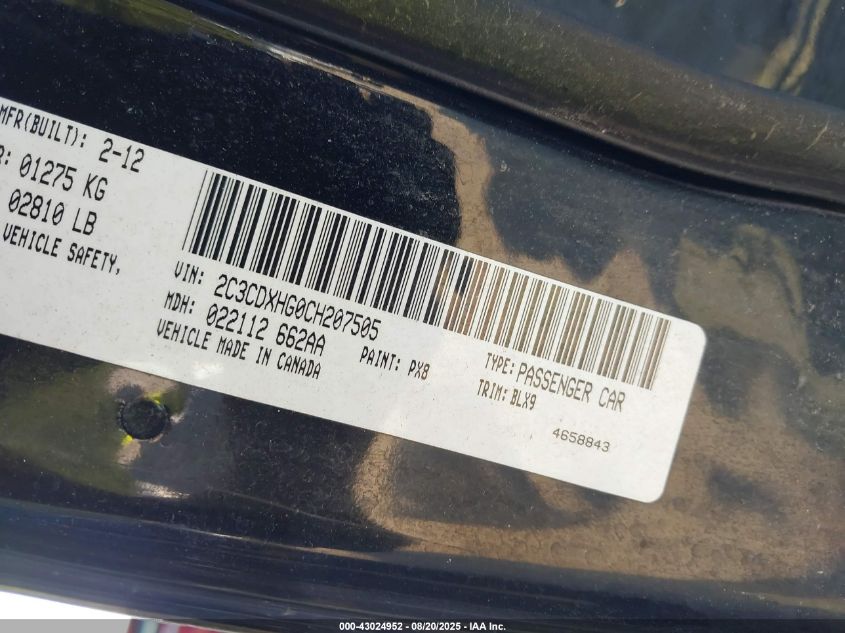 MFR(BUILT): 2-12
R: 01275 KG
02810 LB
VEHICLE SAFETY,
VIN: 2C3CDXHG0CH207505
MDH: 022112 662AA
VEHICLE MADE IN CANADA
PAINT: PX8
TYPE: PASSENGER CAR
TRIM: BLX9
4658843
000-43024952 - 08/20/2025 - IAA Inc.